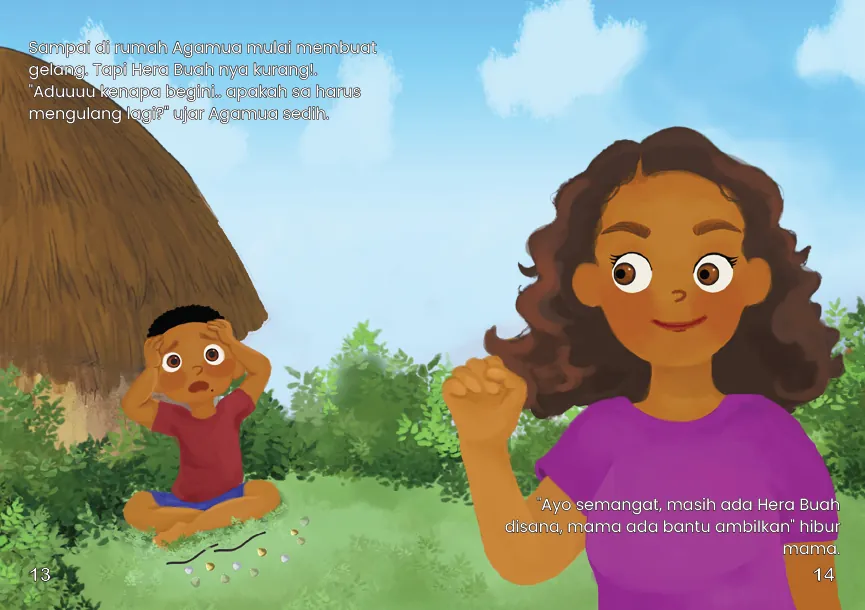 Sampai di rumah Agamua mulai membuat
gelang. Tapi Hera Buah nya kurang!.
"Aduuuu kenapa begini.. apakah sa harus
mengulang lagi?" ujar Agamua sedih.
"Ayo semangat, masih ada Hera Buah
disana, mama ada bantu ambilkan" hibur
mama.
13
14